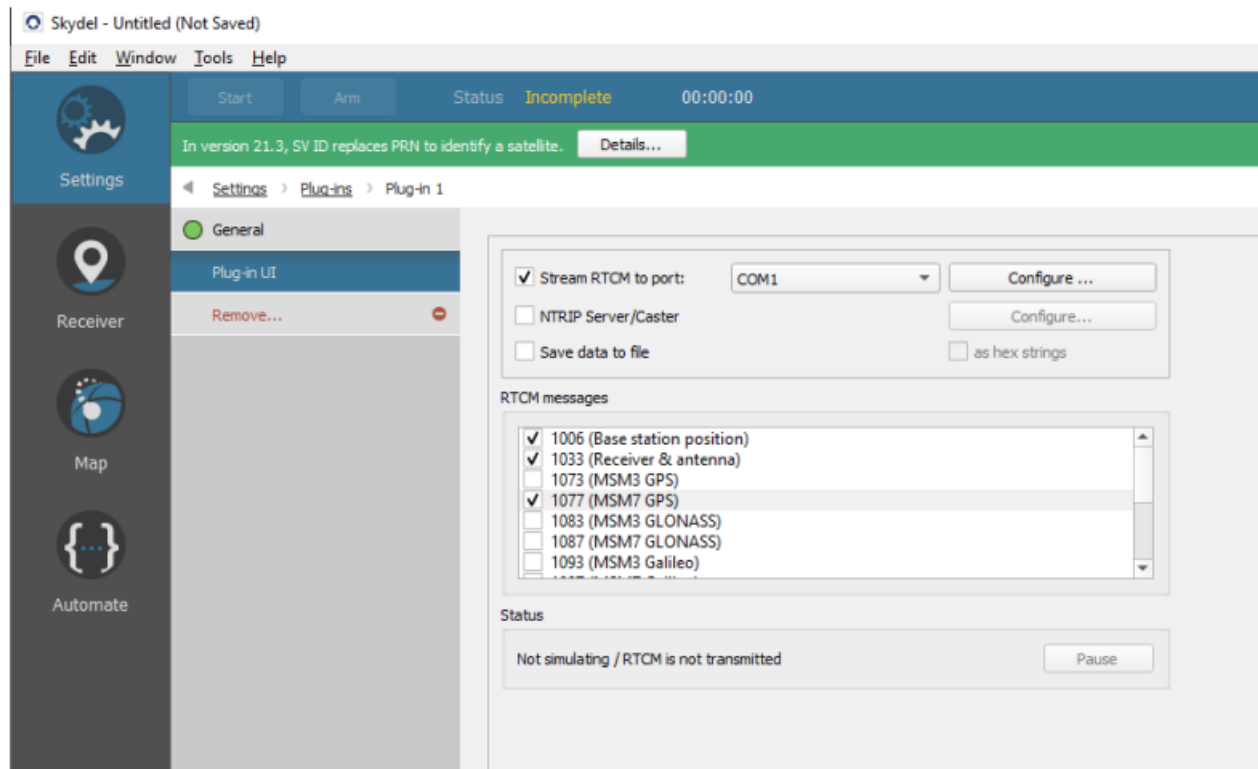 Skydel - Untitled (Not Saved)
File Edit Window Tools Help
Start Arm Status Incomplete 00:00:00
In version 21.3, SV ID replaces PRN to identify a satellite. Details...
Settings
Settings Plug-ins Plug-in 1
General
Plug-in UI
Remove...
Receiver
Map
Automate
Stream RTCM to port: COM1 Configure ...
NTRIP Server/Caster Configure...
Save data to file as hex strings
RTCM messages
1006 (Base station position)
1033 (Receiver & antenna)
1073 (MSM3 GPS)
1077 (MSM7 GPS)
1083 (MSM3 GLONASS)
1087 (MSM7 GLONASS)
1093 (MSM3 Galileo)
Status
Not simulating / RTCM is not transmitted Pause